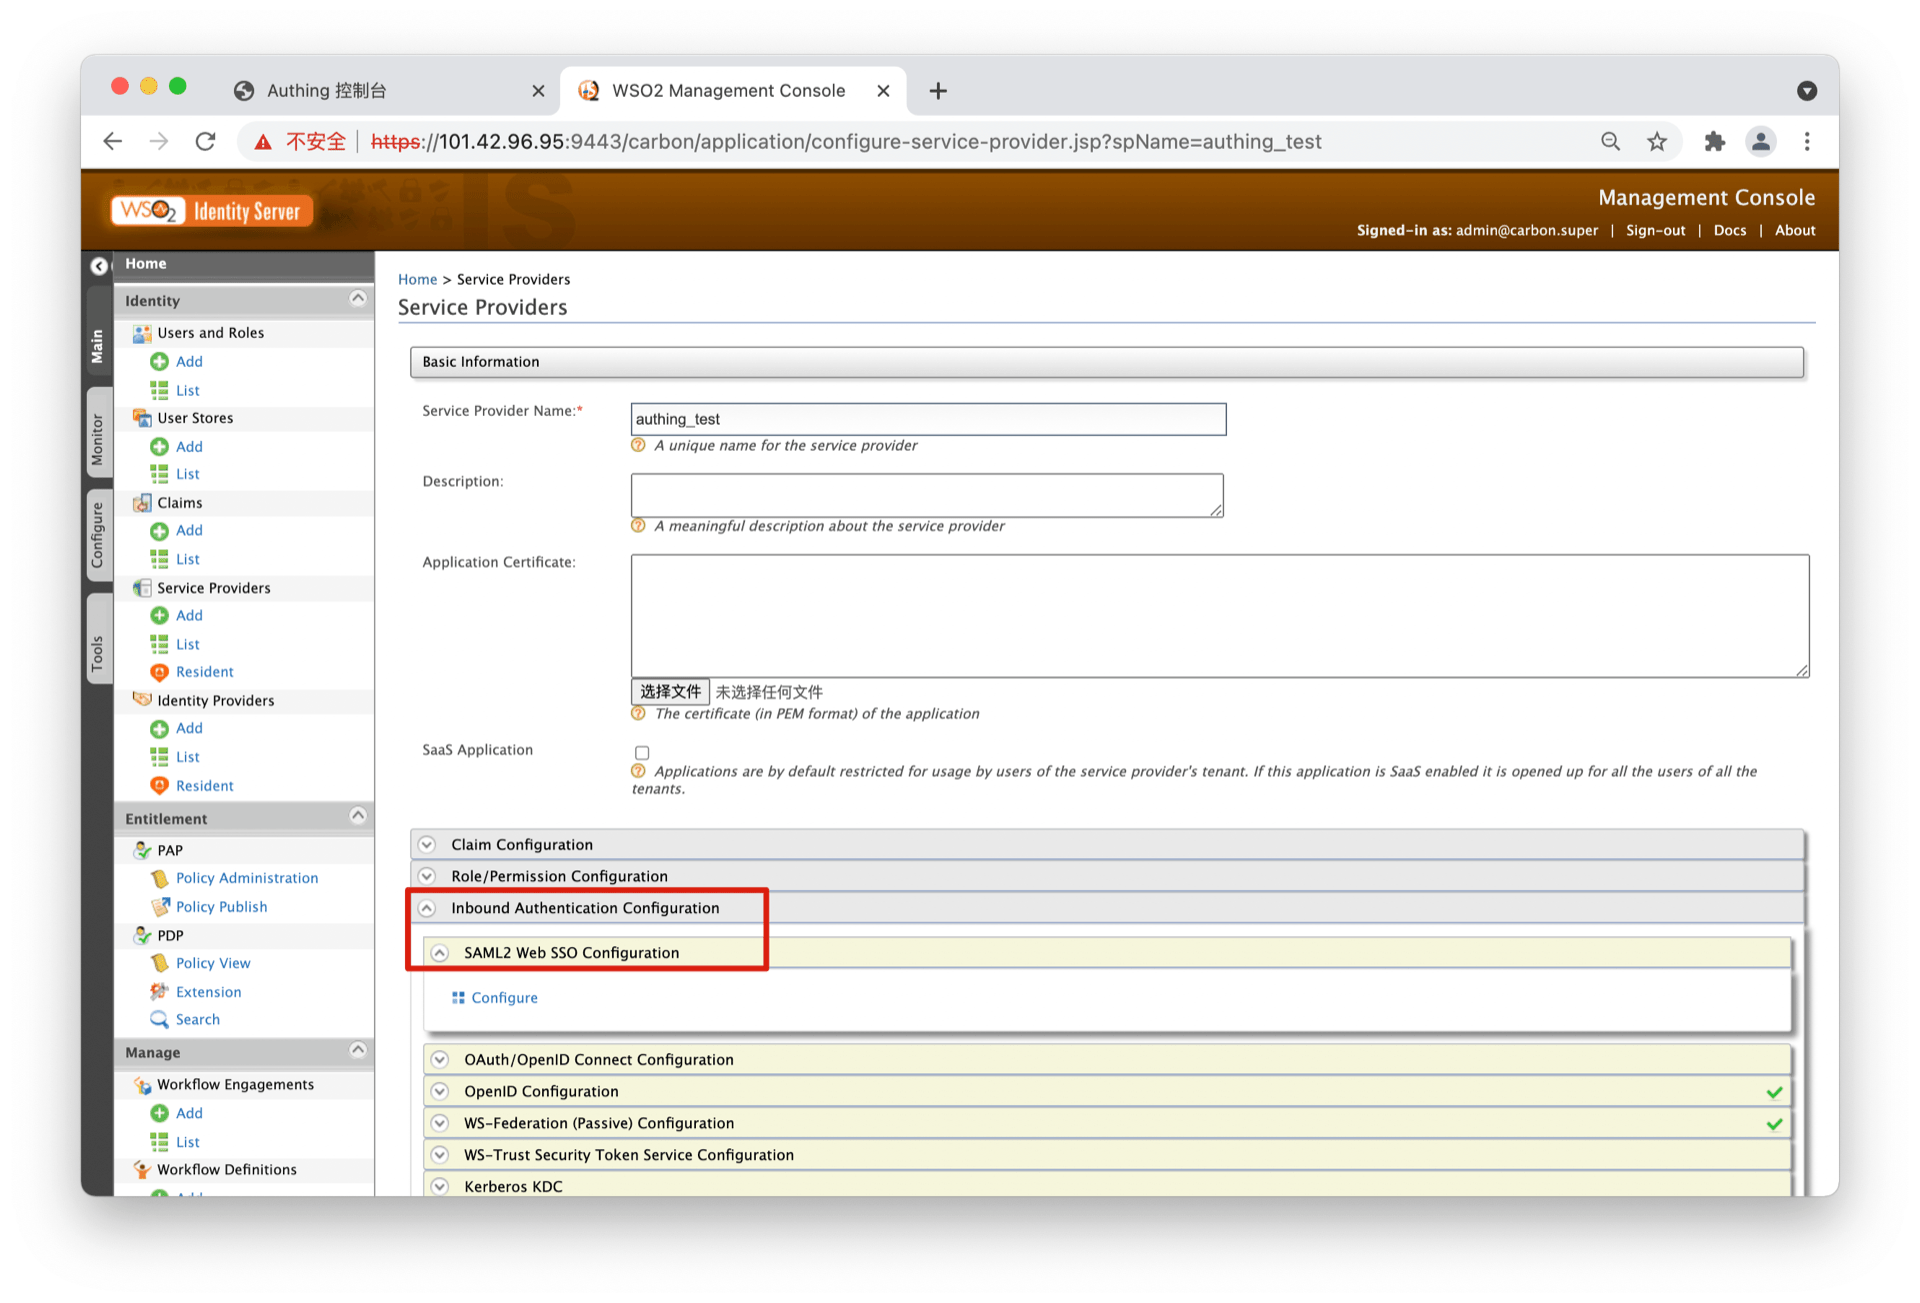 Authing 控制台
WSO2 Management Console
不安全 https://101.42.96.95:9443/carbon/application/configure-service-provider.jsp?spName=authing_test
WSO2 Identity Server
Management Console
Signed-in as: admin@carbon.super | Sign-out | Docs | About
Main
Monitor
Configure
Tools
Home
Identity
Users and Roles
Add
List
User Stores
Add
List
Claims
Add
List
Service Providers
Add
List
Resident
Identity Providers
Add
List
Resident
Entitlement
PAP
Policy Administration
Policy Publish
PDP
Policy View
Extension
Search
Manage
Workflow Engagements
Add
List
Workflow Definitions
Home > Service Providers
Service Providers
Basic Information
Service Provider Name:*
authing_test
A unique name for the service provider
Description:
A meaningful description about the service provider
Application Certificate:
选择文件 未选择任何文件
The certificate (in PEM format) of the application
SaaS Application
Applications are by default restricted for usage by users of the service provider's tenant. If this application is SaaS enabled it is opened up for all the users of all the
tenants.
Claim Configuration
Role/Permission Configuration
Inbound Authentication Configuration
SAML2 Web SSO Configuration
Configure
OAuth/OpenID Connect Configuration
OpenID Configuration
WS-Federation (Passive) Configuration
WS-Trust Security Token Service Configuration
Kerberos KDC